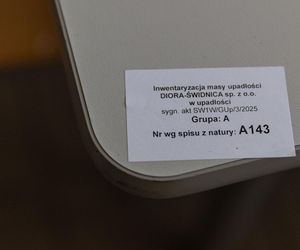 Inwentaryzacja masy upadłości
DIORA-ŚWIDNICA sp. z o.o.
w upadłości
sygn. akt SW1W/GUp/3/2025
Grupa: A
Nr wg spisu z natury: A143